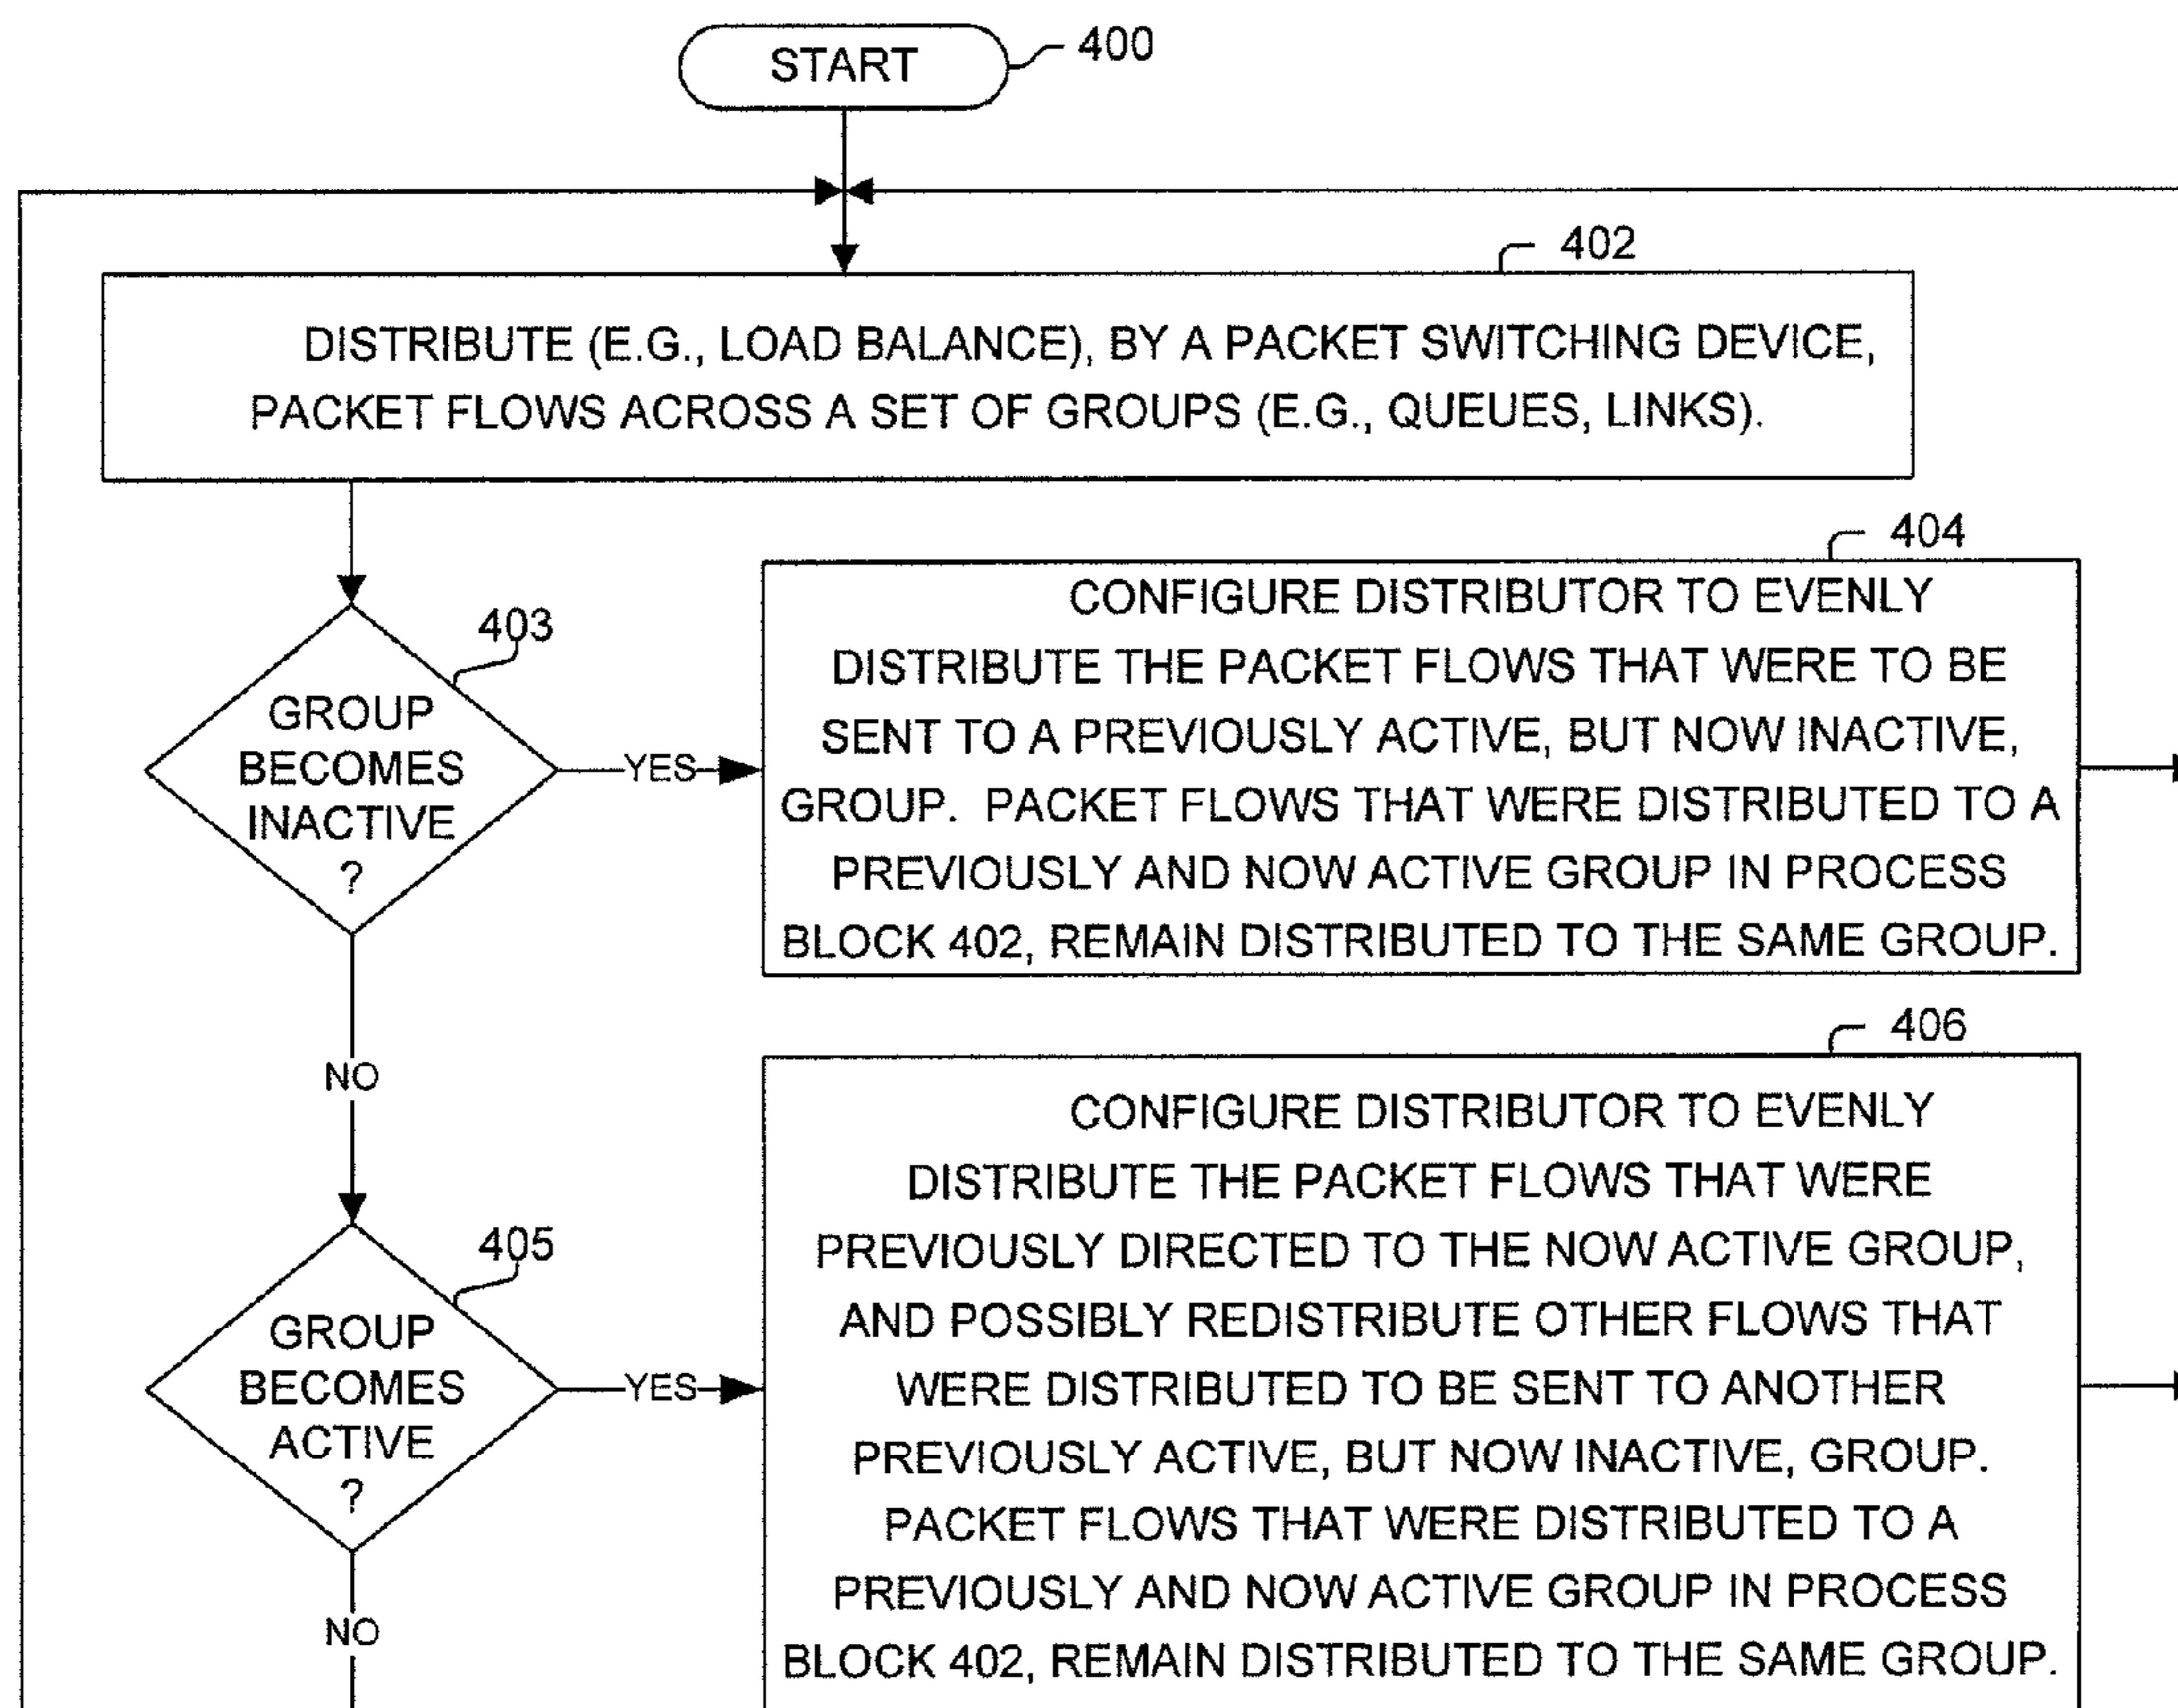 START
400
402
DISTRIBUTE (E.G., LOAD BALANCE), BY A PACKET SWITCHING DEVICE,
PACKET FLOWS ACROSS A SET OF GROUPS (E.G., QUEUES, LINKS).
403
GROUP
BECOMES
INACTIVE
?
YES
404
CONFIGURE DISTRIBUTOR TO EVENLY
DISTRIBUTE THE PACKET FLOWS THAT WERE TO BE
SENT TO A PREVIOUSLY ACTIVE, BUT NOW INACTIVE,
GROUP. PACKET FLOWS THAT WERE DISTRIBUTED TO A
PREVIOUSLY AND NOW ACTIVE GROUP IN PROCESS
BLOCK 402, REMAIN DISTRIBUTED TO THE SAME GROUP.
NO
405
GROUP
BECOMES
ACTIVE
?
YES
406
CONFIGURE DISTRIBUTOR TO EVENLY
DISTRIBUTE THE PACKET FLOWS THAT WERE
PREVIOUSLY DIRECTED TO THE NOW ACTIVE GROUP,
AND POSSIBLY REDISTRIBUTE OTHER FLOWS THAT
WERE DISTRIBUTED TO BE SENT TO ANOTHER
PREVIOUSLY ACTIVE, BUT NOW INACTIVE, GROUP.
PACKET FLOWS THAT WERE DISTRIBUTED TO A
PREVIOUSLY AND NOW ACTIVE GROUP IN PROCESS
BLOCK 402, REMAIN DISTRIBUTED TO THE SAME GROUP.
NO